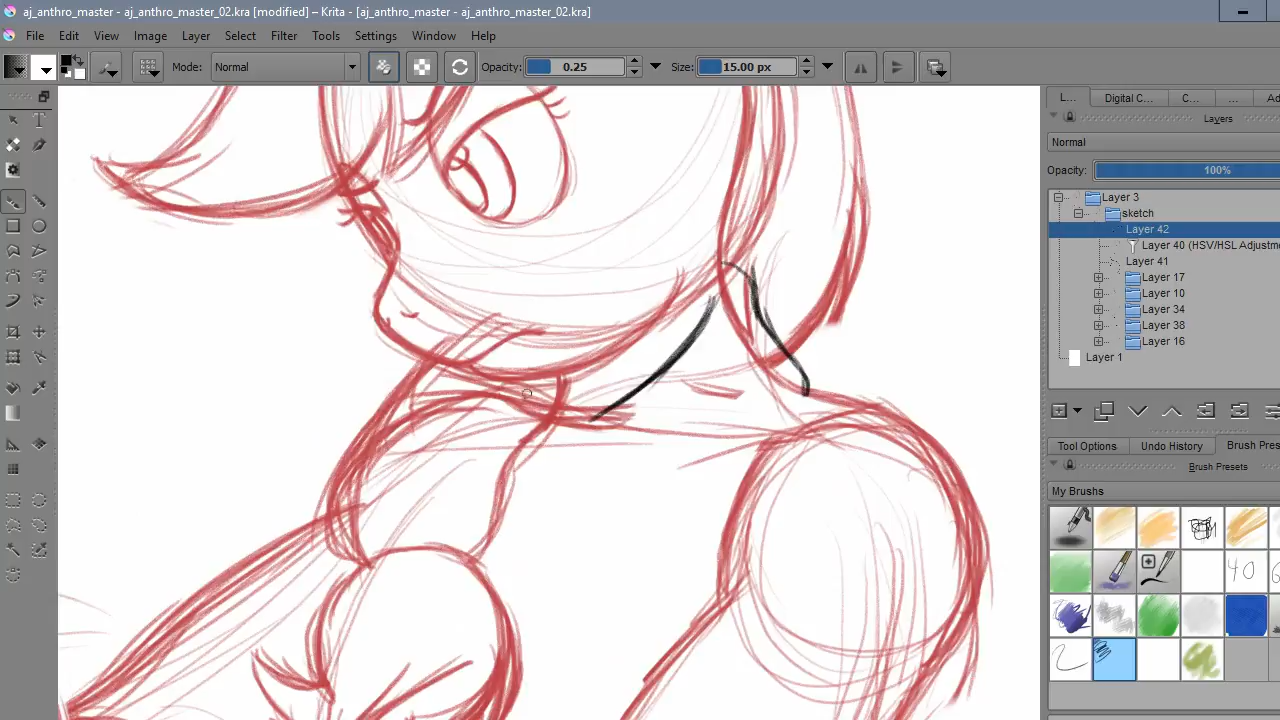 aj_anthro_master - aj_anthro_master_02.kra [modified] – Krita - [aj_anthro_master - aj_anthro_master_02.kra]
File Edit View Image Layer Select Filter Tools Settings Window Help
Mode: Normal Opacity: 0.25 Size: 15.00 px
L... Digital C... C... ... Ad
Layers
Normal
Opacity: 100%
Layer 3
sketch
Layer 42
Layer 40 (HSV/HSL Adjustm
Layer 41
Layer 17
Layer 10
Layer 34
Layer 38
Layer 16
Layer 1
Tool Options Undo History Brush Pres
Brush Presets
My Brushes
40